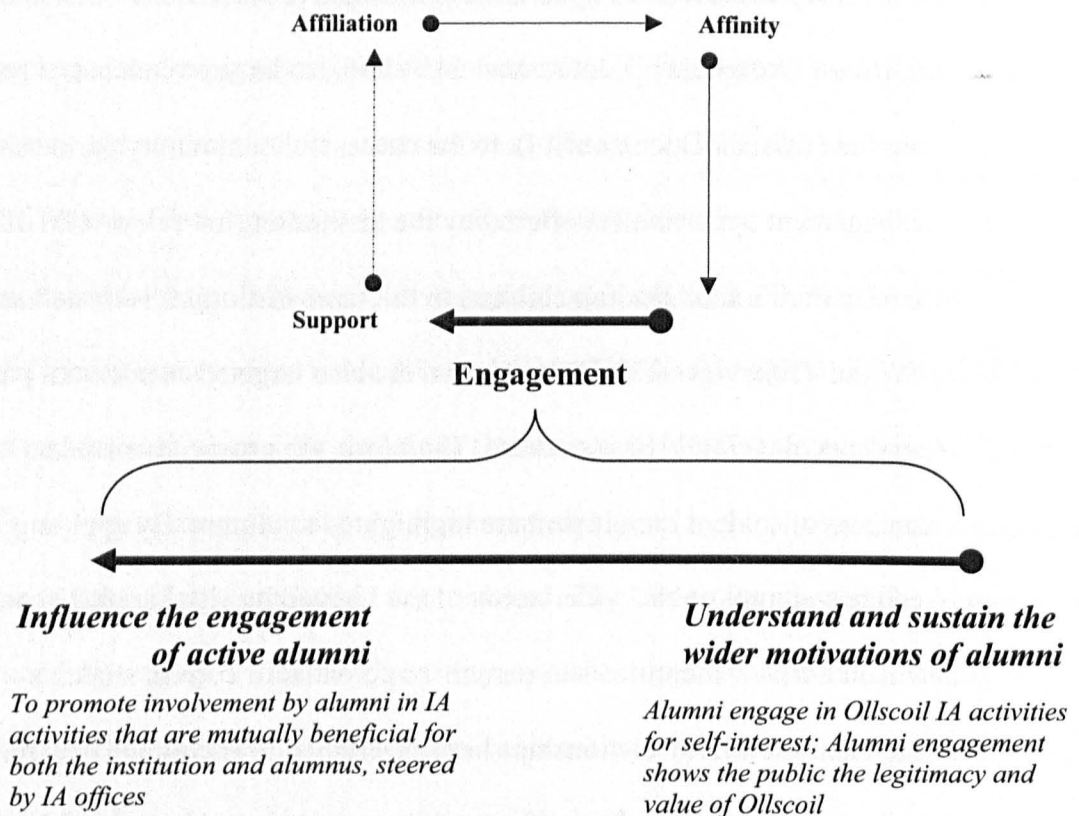 Affiliation Affinity
Support
Engagement
Influence the engagement
of active alumni
To promote involvement by alumni in IA
activities that are mutually beneficial for
both the institution and alumnus, steered
by IA offices
Understand and sustain the
wider motivations of alumni
Alumni engage in Ollscoil IA activities
for self-interest; Alumni engagement
shows the public the legitimacy and
value of Ollscoil